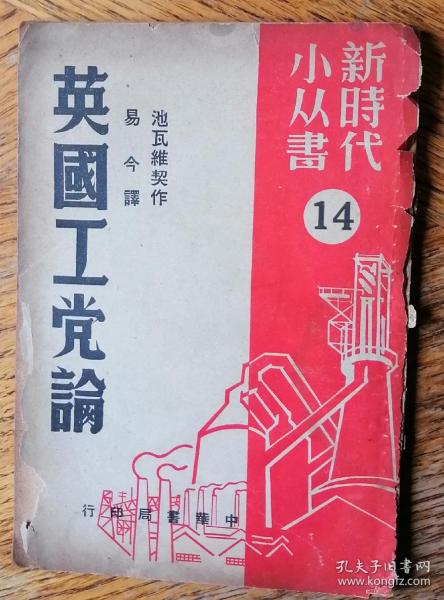 新時代
小从書
14
池瓦維契作
易今譯
英國工党論
中華書局印行
孔夫子旧书网
www.kongfz.com